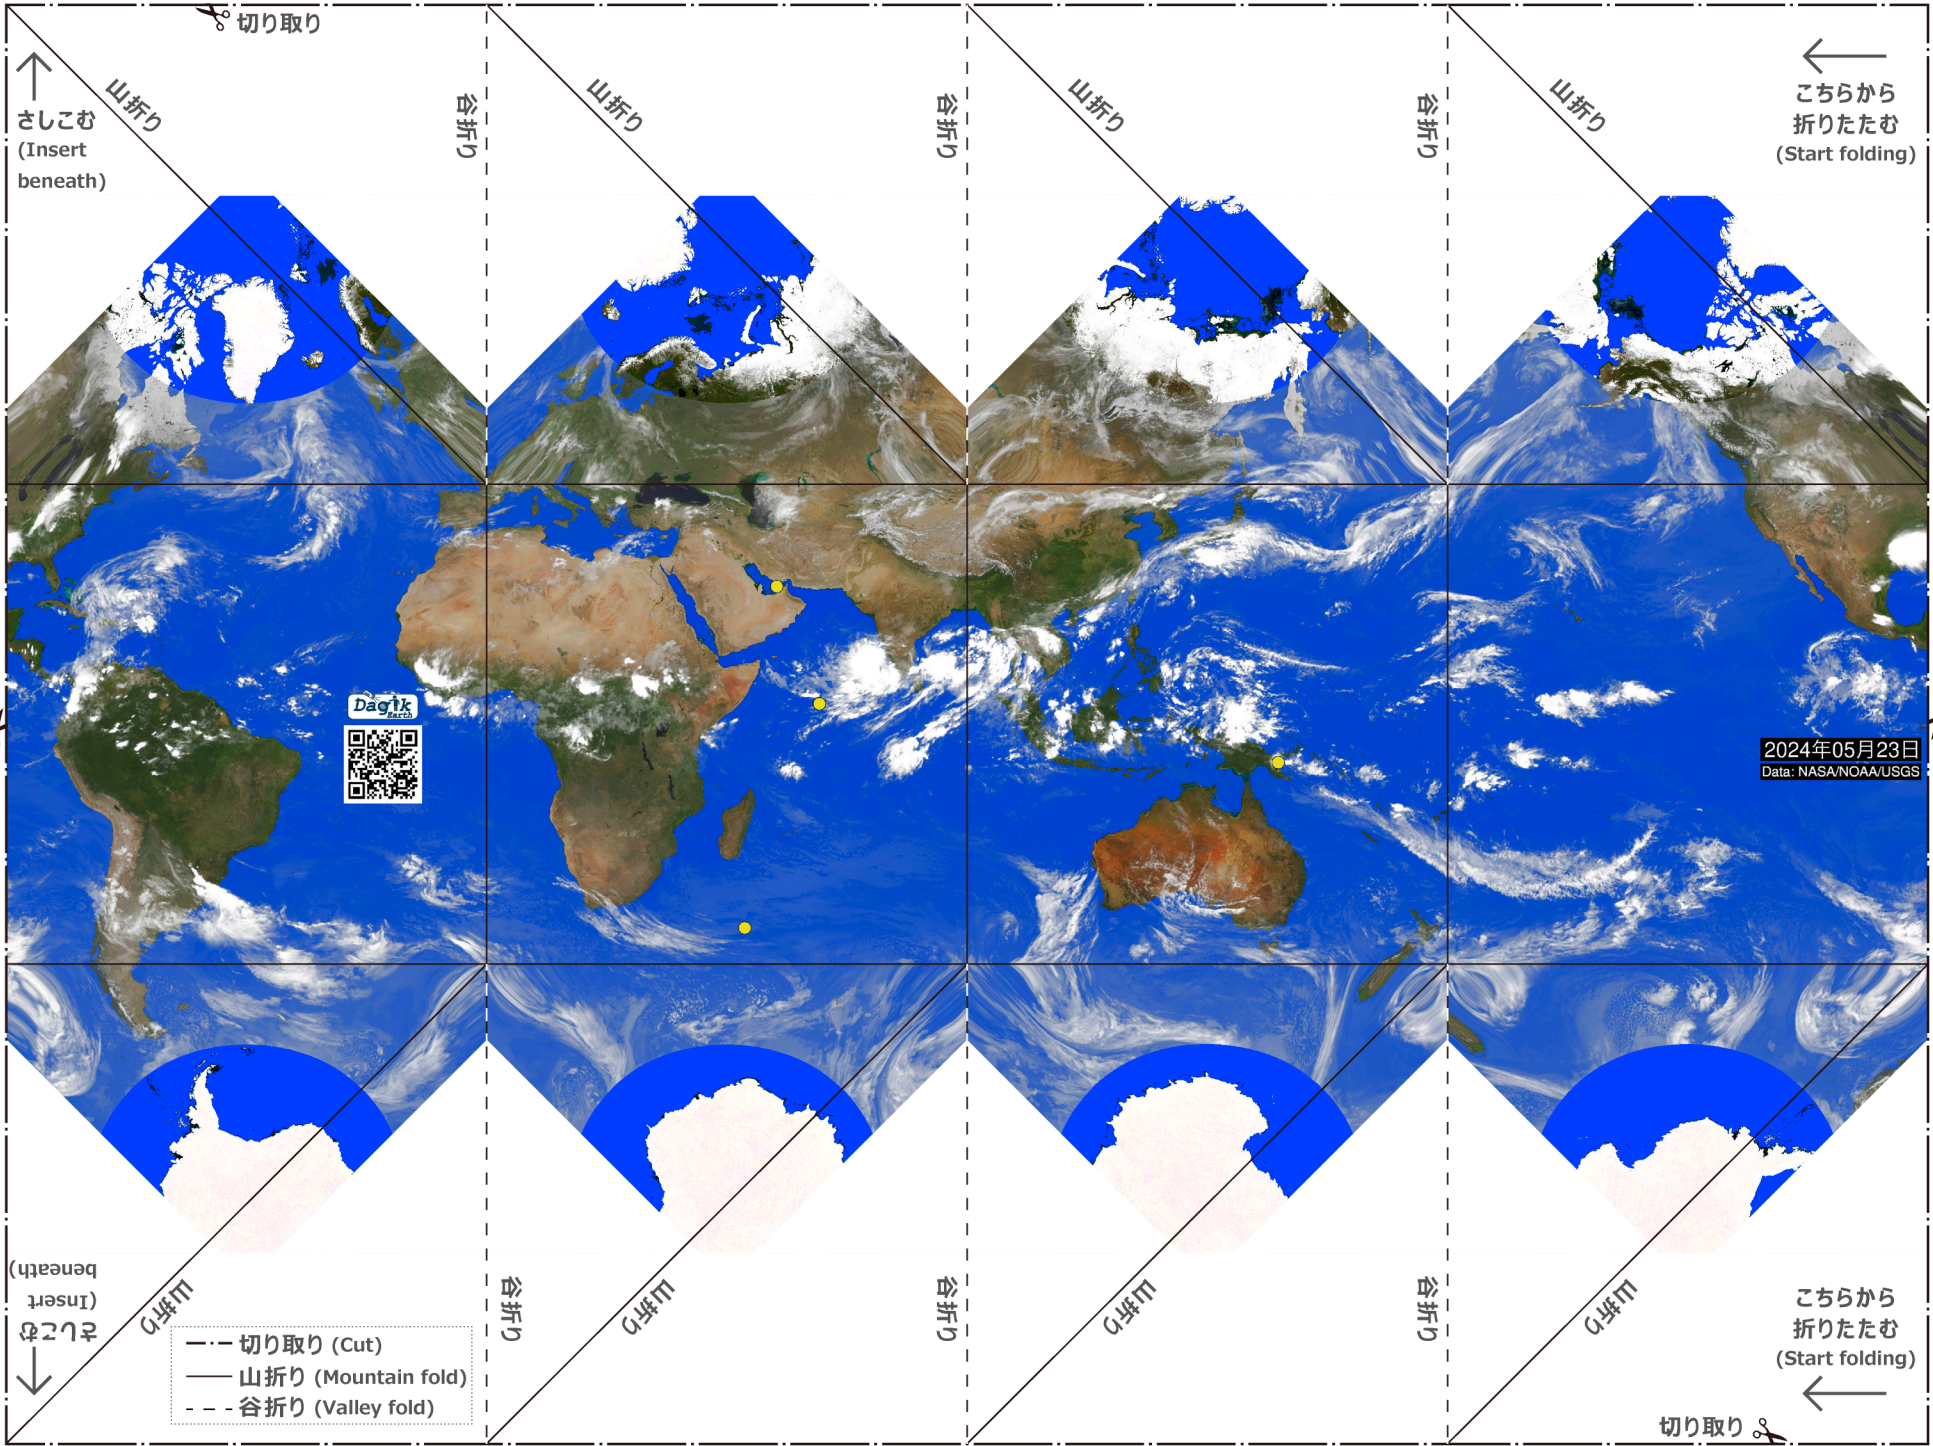 切り取り
さしこむ
(Insert
beneath)
山折り
谷折り
山折り
谷折り
山折り
谷折り
山折り
こちらから
折りたたむ
(Start folding)
Dagik
Earth
2024年05月23日
Data: NASA/NOAA/USGS
さしこむ
(Insert
beneath)
山折り
谷折り
山折り
谷折り
山折り
谷折り
山折り
こちらから
折りたたむ
(Start folding)
切り取り (Cut)
山折り (Mountain fold)
谷折り (Valley fold)
切り取り